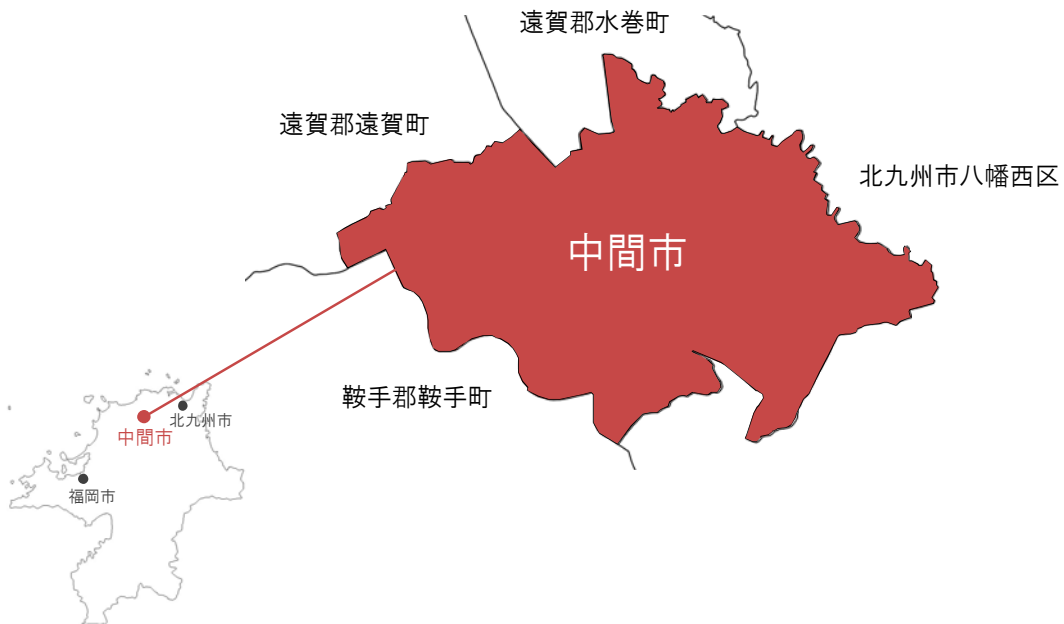 遠賀郡水巻町
遠賀郡遠賀町
北九州市八幡西区
中間市
鞍手郡鞍手町
北九州市
中間市
福岡市